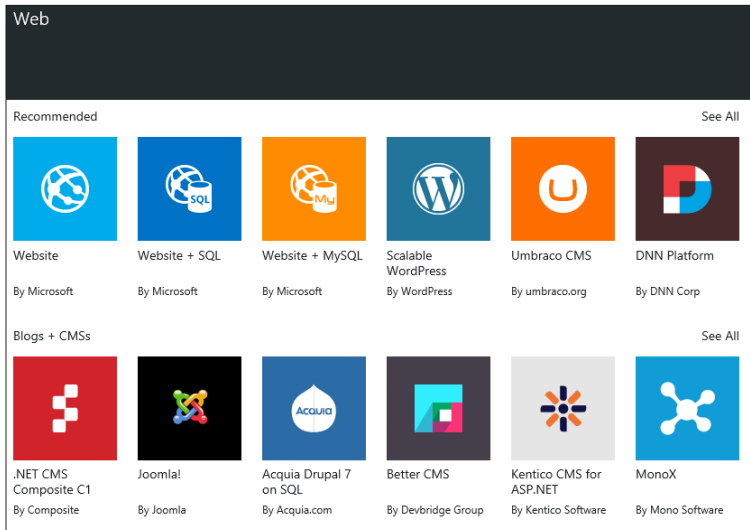 Web
Recommended See All
SQL My
Website Website + SQL Website + MySQL Scalable WordPress Umbraco CMS DNN Platform
By Microsoft By Microsoft By Microsoft By WordPress By umbraco.org By DNN Corp
Blogs + CMSs See All
Acquia
.NET CMS Composite C1 Joomla! Acquia Drupal 7 on SQL Better CMS Kentico CMS for ASP.NET MonoX
By Composite By Joomla By Acquia.com By Devbridge Group By Kentico Software By Mono Software